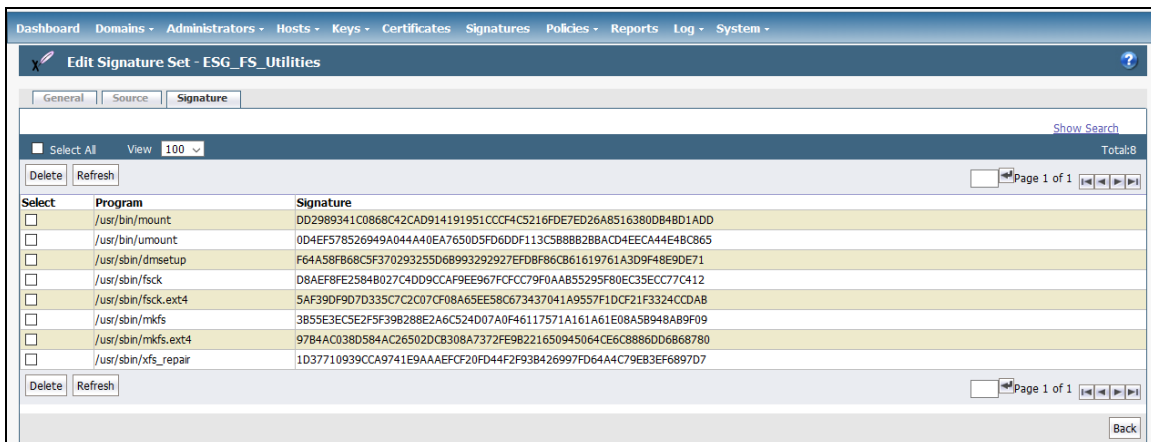 Dashboard Domains Administrators Hosts Keys Certificates Signatures Policies Reports Log System
Edit Signature Set - ESG_FS_Utilities ?
General Source Signature
Show Search
Select All View 100 Total:8
Delete Refresh Page 1 of 1
Select Program Signature
/usr/bin/mount DD2989341C0868C42CAD914191951CCCF4C5216FDE7ED26A8516380DB4BD1ADD
/usr/bin/umount 0D4EF578526949A044A40EA7650D5FD6DDF113C5B8BB2BBACD4EECA44E4BC865
/usr/sbin/dmsetup F64A58FB68C5F370293255D6B993292927EFDBF86CB61619761A3D9F48E9DE71
/usr/sbin/fsck D8AEF8FE2584B027C4DD9CCAF9EE967FCFCC79F0AAB55295F80EC35ECC77C412
/usr/sbin/fsck.ext4 5AF39DF9D7D335C7C2C07CF08A65EE58C673437041A9557F1DCF21F3324CCDAB
/usr/sbin/mkfs 3B55E3EC5E2F5F39B288E2A6C524D07A0F46117571A161A61E08A5B948AB9F09
/usr/sbin/mkfs.ext4 97B4AC038D584AC26502DCB308A7372FE9B221650945064CE6C8886DD6B68780
/usr/sbin/xfs_repair 1D37710939CCA9741E9AAAEFCF20FD44F2F93B426997FD64A4C79EB3EF6897D7
Delete Refresh Page 1 of 1
Back